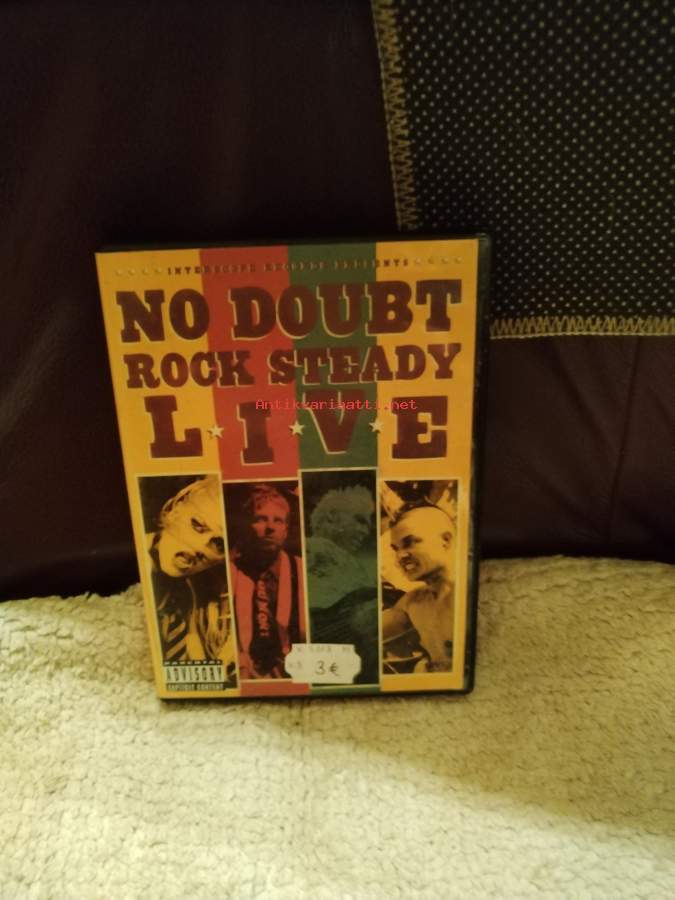 INTERSCOPE RECORDS PRESENTS
NO DOUBT
ROCK STEADY
L★I★V★E
Antikvariaatti.net
3€
PARENTAL
ADVISORY
EXPLICIT CONTENT